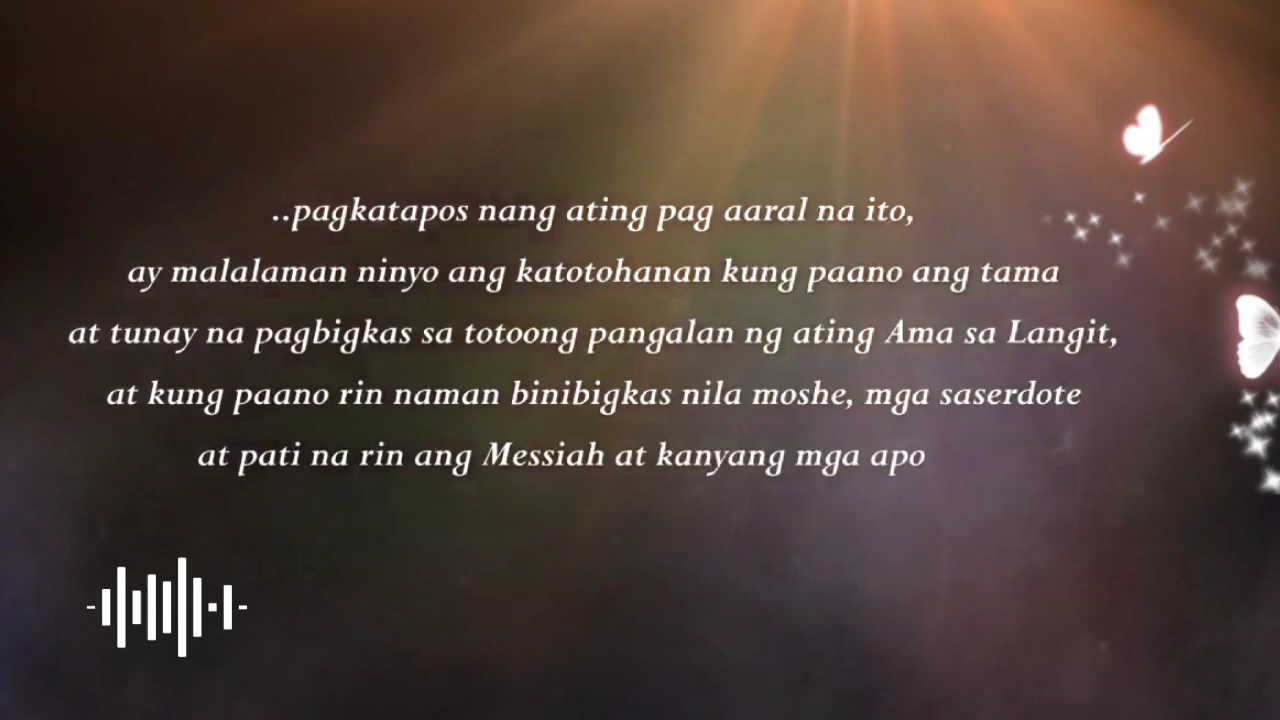 ..pagkatapos nang ating pag aaral na ito,
ay malalaman ninyo ang katotohanan kung paano ang tama
at tunay na pagbigkas sa totoong pangalan ng ating Ama sa Langit,
at kung paano rin naman binibigkas nila moshe, mga saserdote
at pati na rin ang Messiah at kanyang mga apo